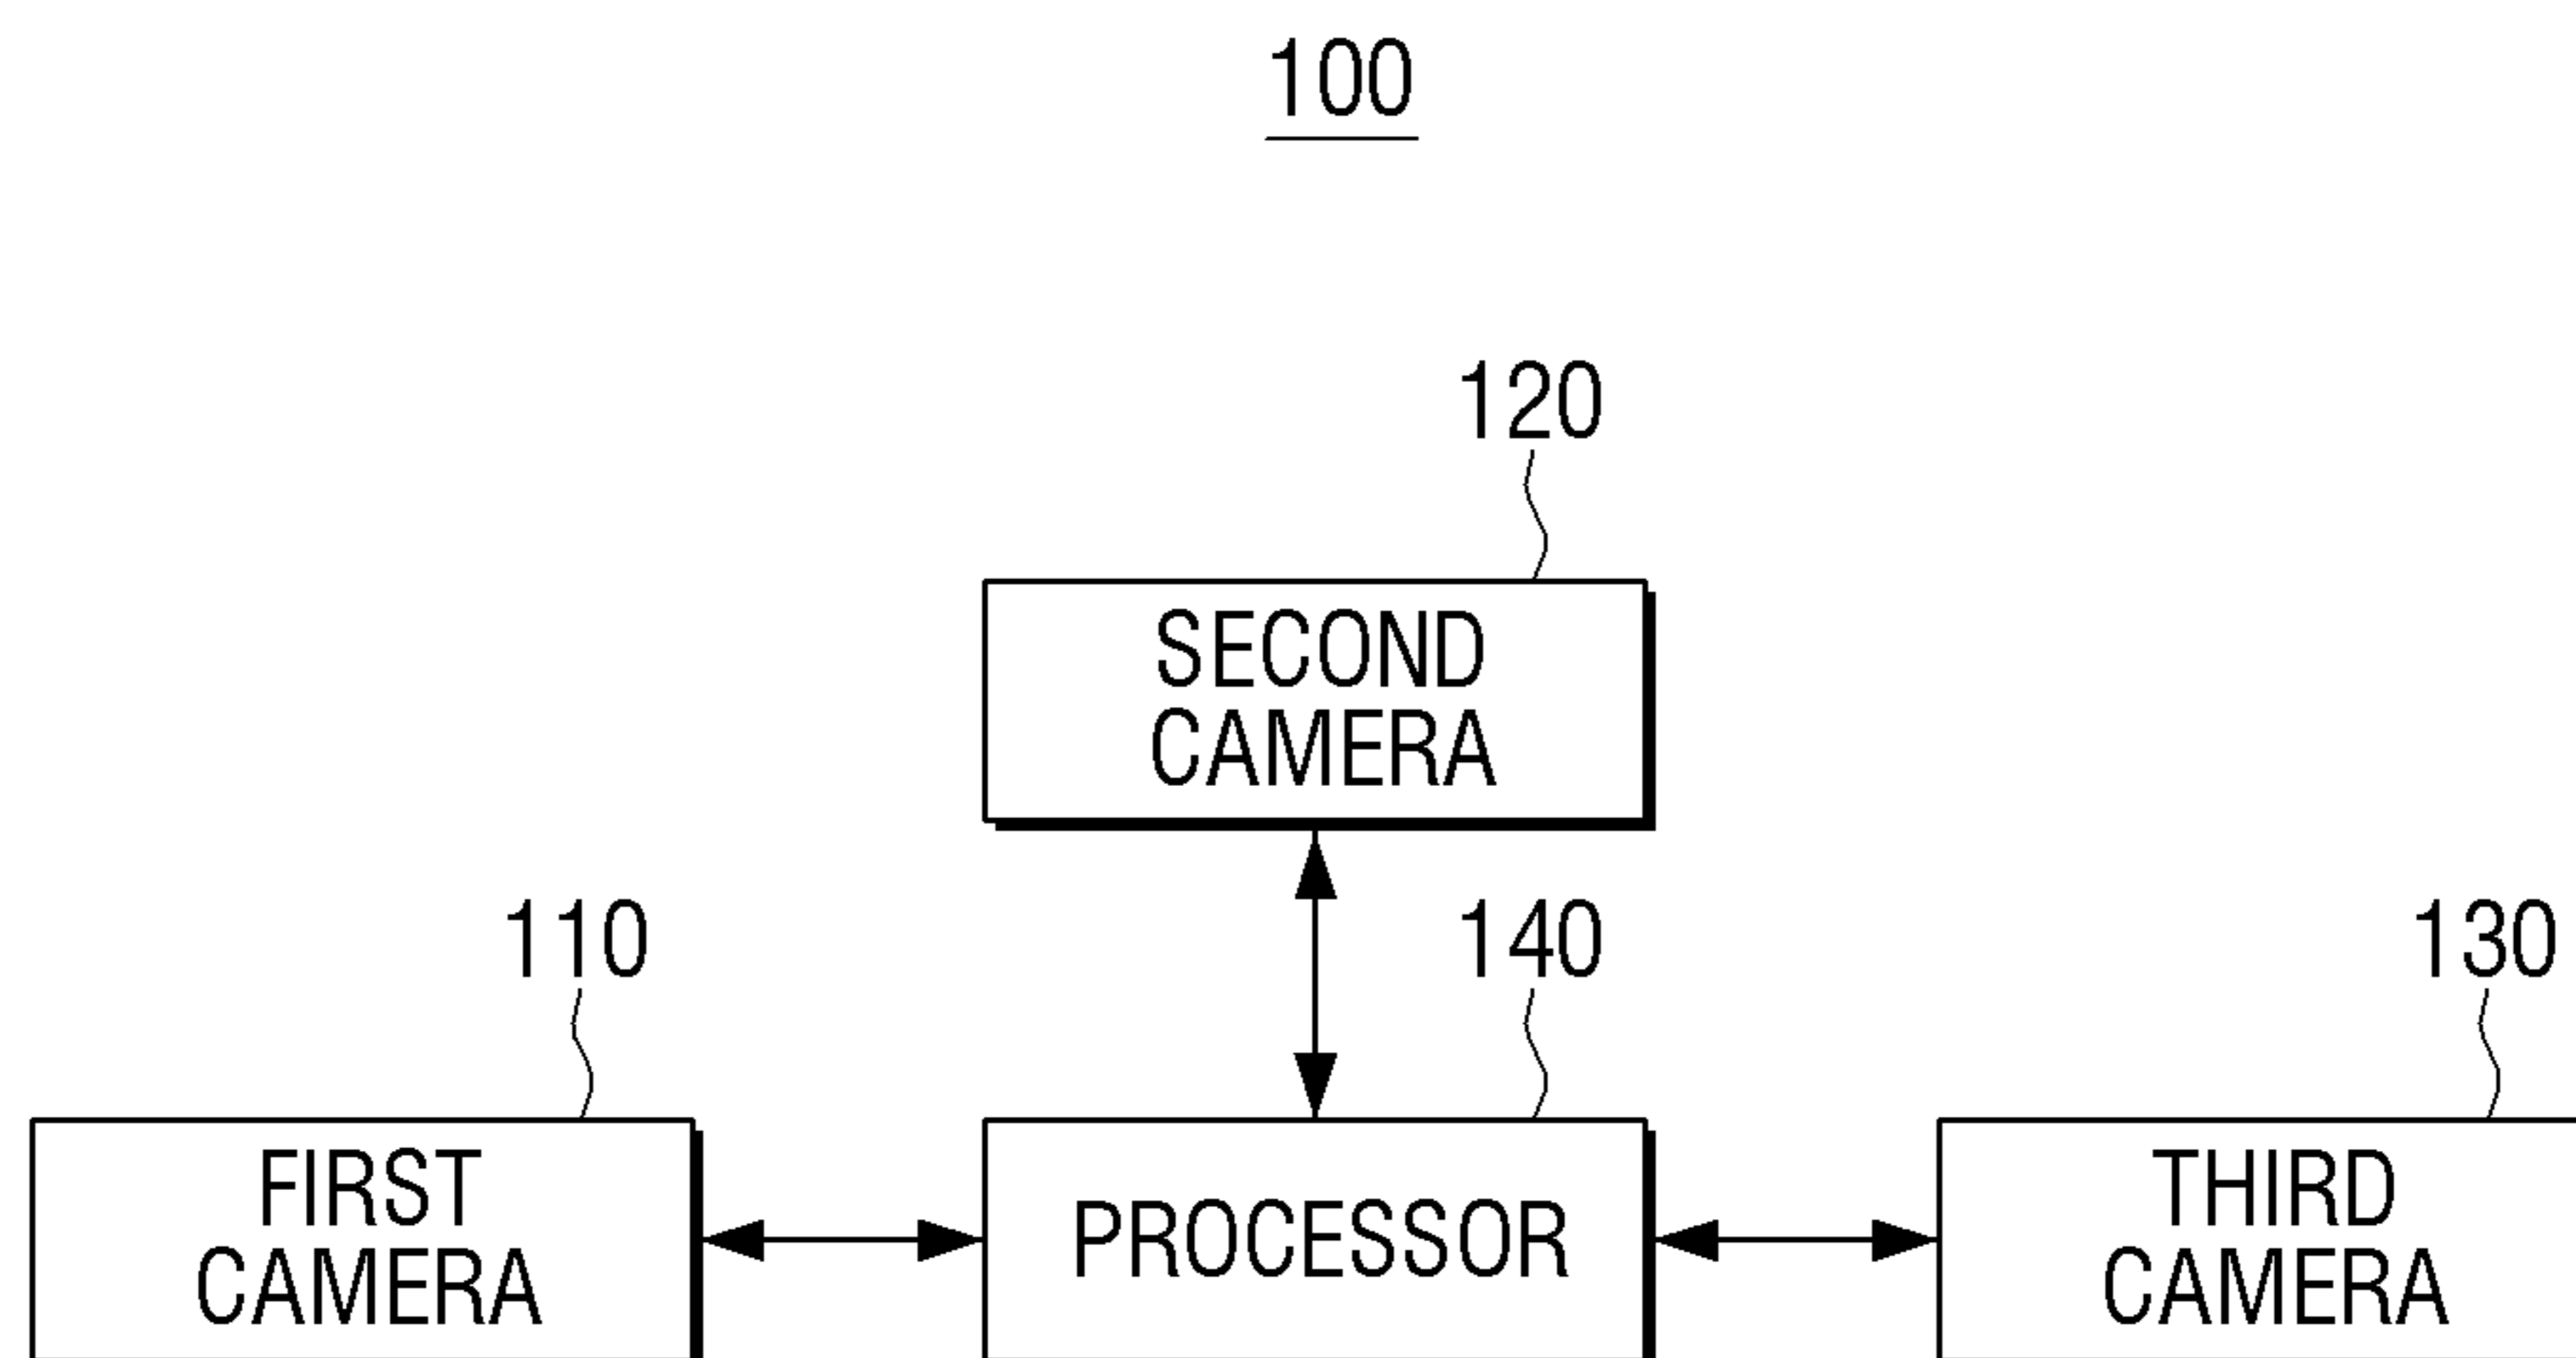 100
120
SECOND
CAMERA
110
140
130
FIRST
CAMERA
PROCESSOR
THIRD
CAMERA